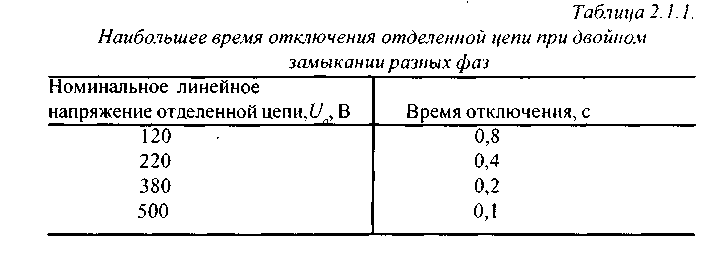 Таблица 2.1.1.
Наибольшее время отключения отделенной цепи при двойном
замыкании разных фаз
Номинальное линейное
напряжение отделенной цепи, Uо, В Время отключения, с
120 0,8
220 0,4
380 0,2
500 0,1